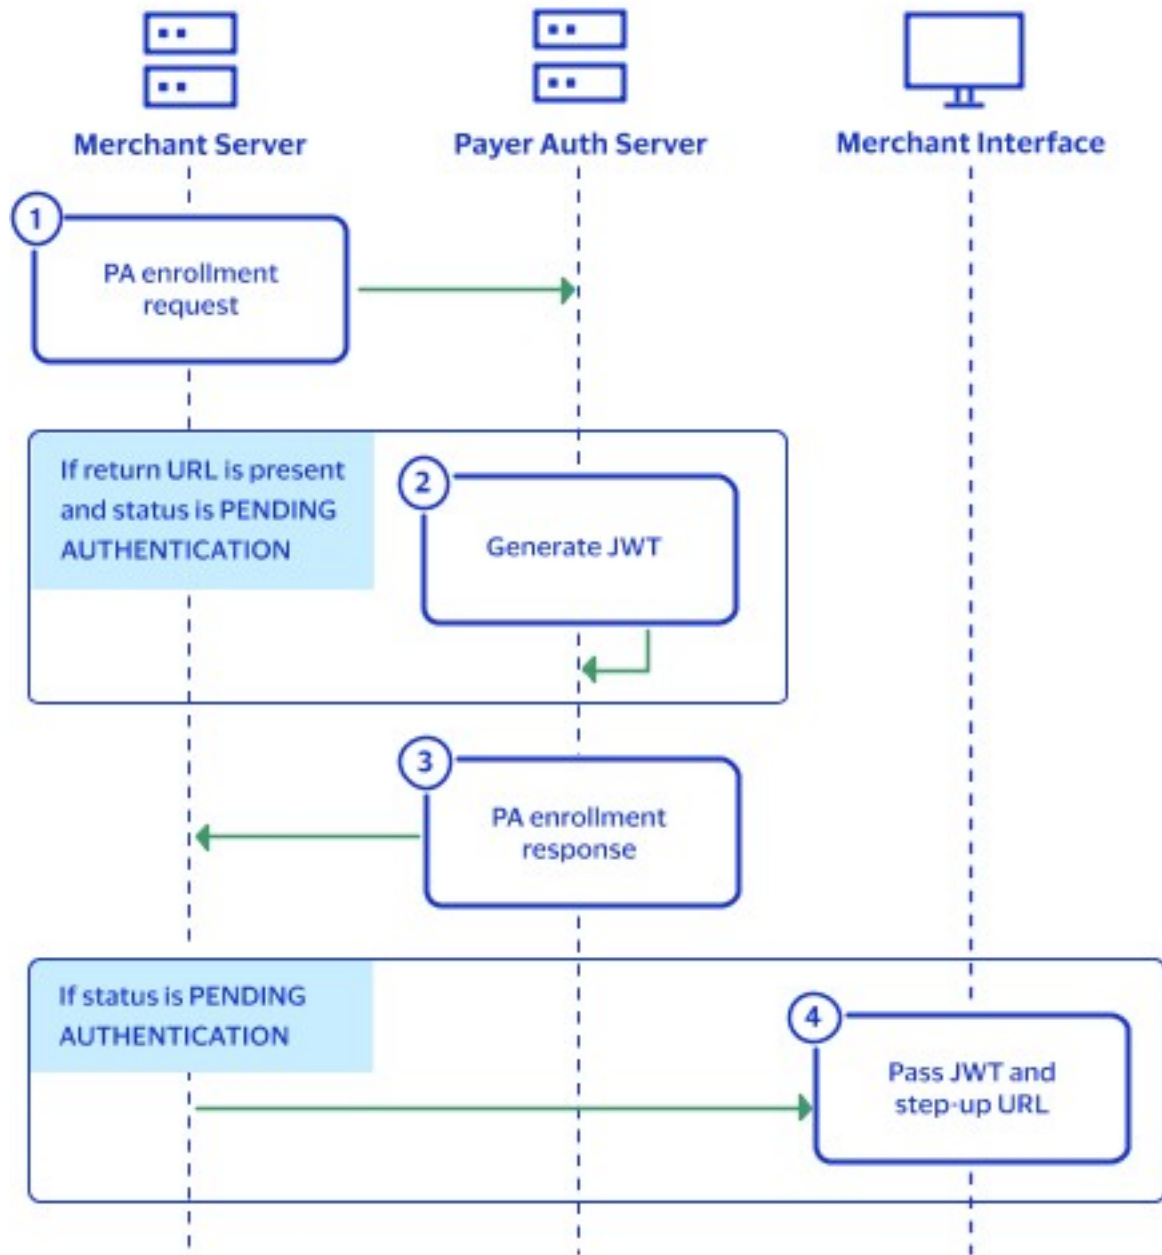 Merchant Server
Payer Auth Server
Merchant Interface
1
PA enrollment
request
If return URL is present
and status is PENDING
AUTHENTICATION
2
Generate JWT
3
PA enrollment
response
If status is PENDING
AUTHENTICATION
4
Pass JWT and
step-up URL